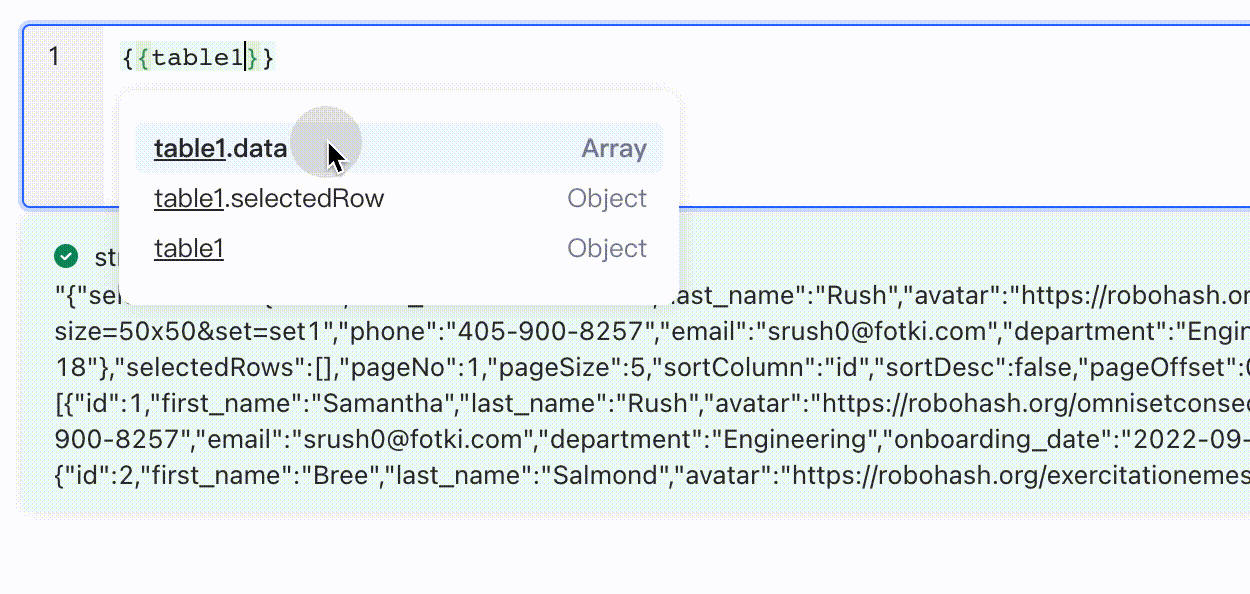 1 {{table1}}
table1.data Array
table1.selectedRow Object
table1 Object
"{"sel last_name":"Rush","avatar":"https://robohash.or
size=50x50&set=set1","phone":"405-900-8257","email":"srush0@fotki.com","department":"Engin
18"},"selectedRows":[],"pageNo":1,"pageSize":5,"sortColumn":"id","sortDesc":false,"pageOffset":0
[{"id":1,"first_name":"Samantha","last_name":"Rush","avatar":"https://robohash.org/omnisetconsec
900-8257","email":"srush0@fotki.com","department":"Engineering","onboarding_date":"2022-09-
{"id":2,"first_name":"Bree","last_name":"Salmond","avatar":"https://robohash.org/exercitationemes